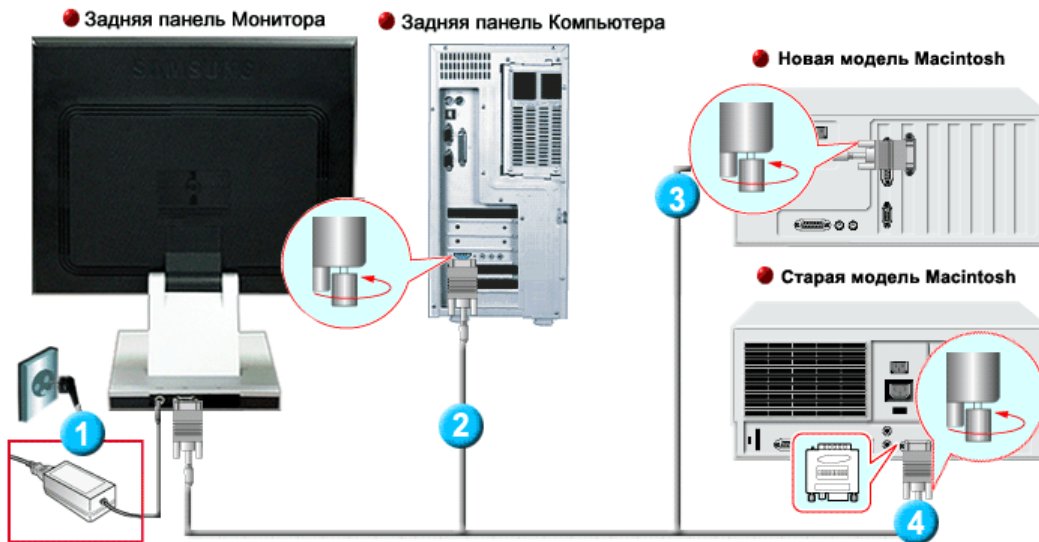 Задняя панель Монитора
Задняя панель Компьютера
Новая модель Macintosh
SAMSUNG
3
Старая модель Macintosh
1
2
4